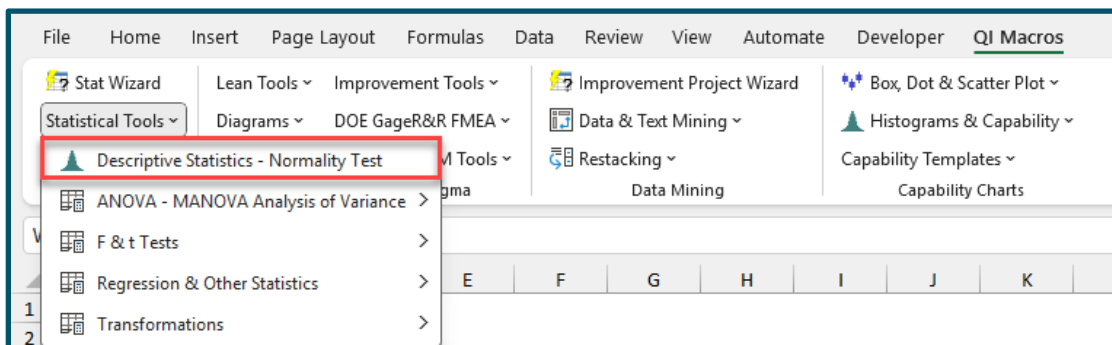 File Home Insert Page Layout Formulas Data Review View Automate Developer QI Macros
Stat Wizard Lean Tools Improvement Tools Improvement Project Wizard Box, Dot & Scatter Plot
Statistical Tools Diagrams DOE GageR&R FMEA Data & Text Mining Histograms & Capability
Descriptive Statistics - Normality Test M Tools Restacking Capability Templates
ANOVA - MANOVA Analysis of Variance gma Data Mining Capability Charts
F & t Tests
E F G H I J K
Regression & Other Statistics
1
Transformations
2